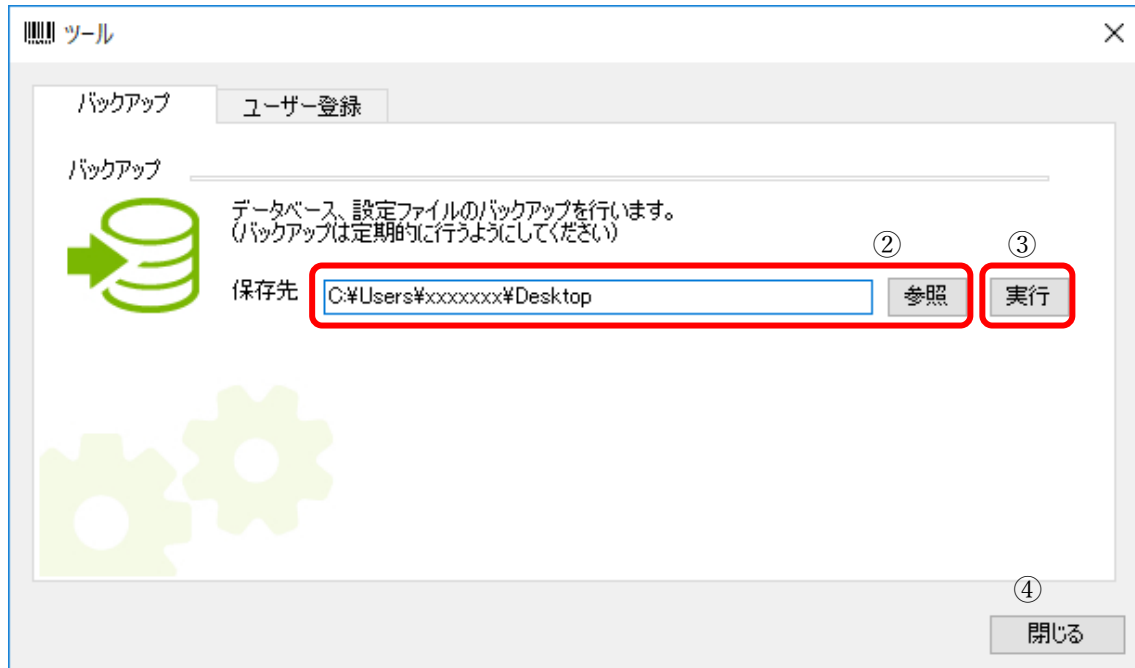 ツール
バックアップ
ユーザー登録
バックアップ
データベース、設定ファイルのバックアップを行います。
(バックアップは定期的に行うようにしてください)
② ③
保存先 C:¥Users¥xxxxxxx¥Desktop 参照 実行
④
閉じる